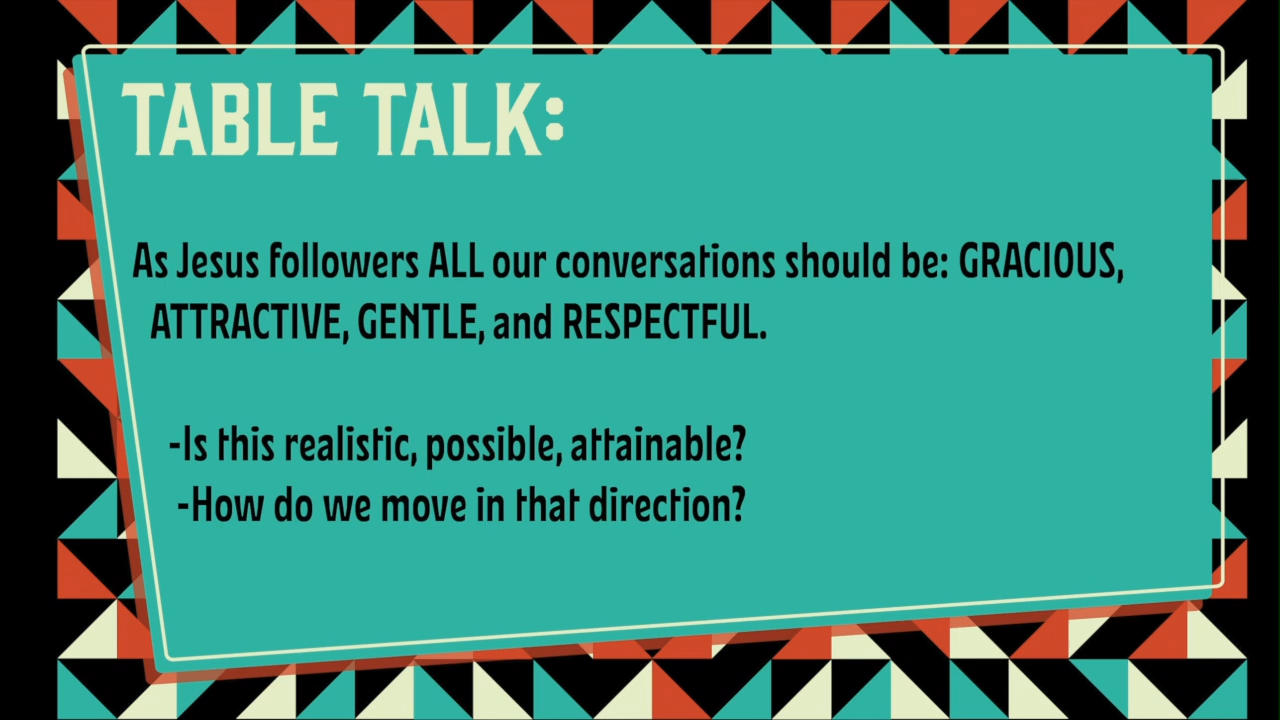 TABLE TALK:
As Jesus followers ALL our conversations should be: GRACIOUS,
ATTRACTIVE, GENTLE, and RESPECTFUL.
-Is this realistic, possible, attainable?
-How do we move in that direction?